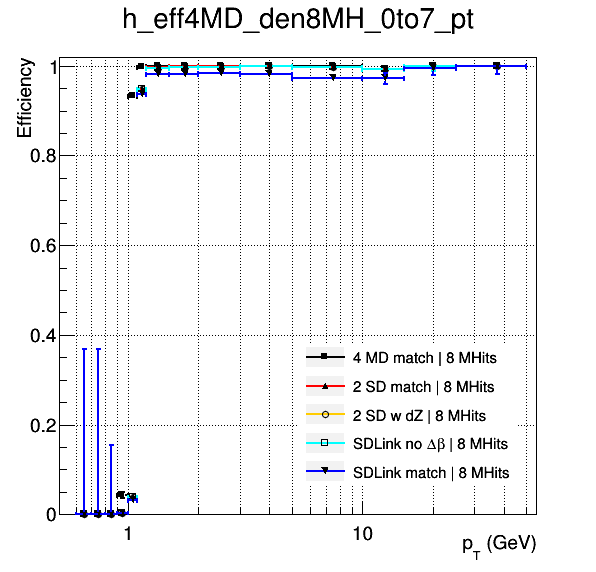 h_eff4MD_den8MH_0to7_pt
Efficiency
1
0.8
0.6
0.4
0.2
0
4 MD match | 8 MHits
2 SD match | 8 MHits
2 SD w dZ | 8 MHits
SDLink no Δβ | 8 MHits
SDLink match | 8 MHits
1
10
p_T (GeV)